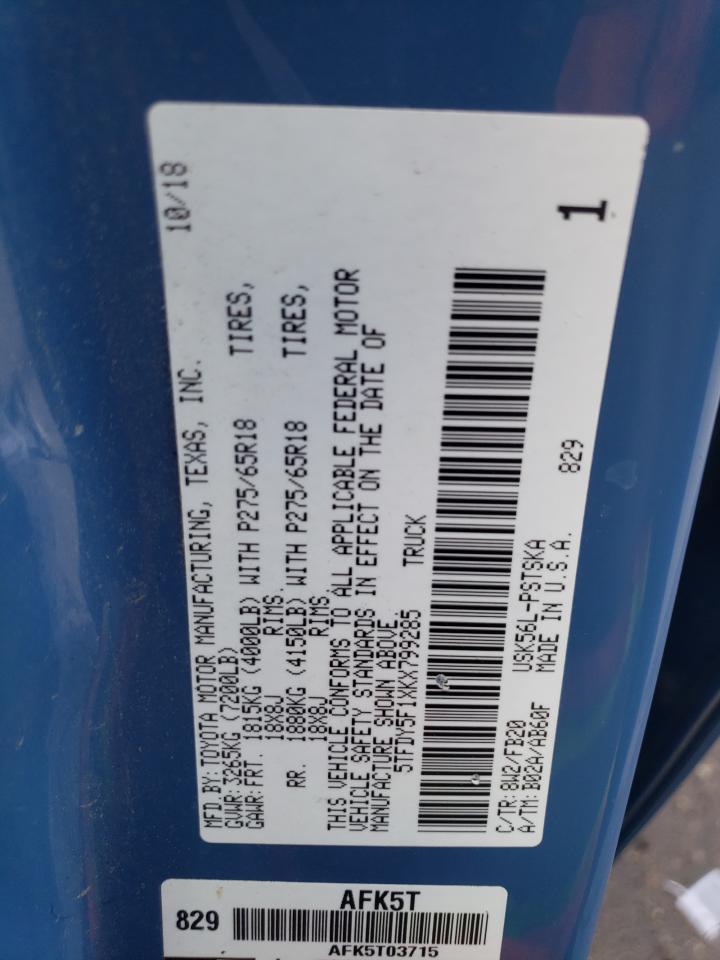 MFD BY: TOYOTA MOTOR MANUFACTURING, TEXAS, INC. 10/18
GVWR: 3265KG (7200LB)
GAWR: FRT. 1815KG (4000LB) WITH P275/65R18 TIRES,
18X8J RIMS.
RR. 1880KG (4150LB) WITH P275/65R18 TIRES,
18X8J RIMS
THIS VEHICLE CONFORMS TO ALL APPLICABLE FEDERAL MOTOR
VEHICLE SAFETY STANDARDS IN EFFECT ON THE DATE OF
MANUFACTURE SHOWN ABOVE.
5TFDY5F1XKX799285 TRUCK
C/TR: 8W2/FB20 USK56L-PSTSKA 829
A/TM: B02A/AB60F MADE IN U.S.A.
1
AFK5T
829
AFK5T03715